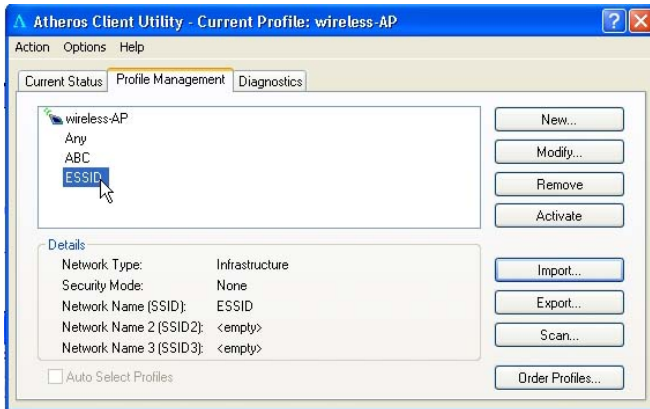 Atheros Client Utility - Current Profile: wireless-AP
Action Options Help
Current Status Profile Management Diagnostics
wireless-AP
Any
ABC
ESSID
New...
Modify...
Remove
Activate
Details
Network Type: Infrastructure
Security Mode: None
Network Name (SSID): ESSID
Network Name 2 (SSID2): <empty>
Network Name 3 (SSID3): <empty>
Import...
Export...
Scan...
Auto Select Profiles
Order Profiles...